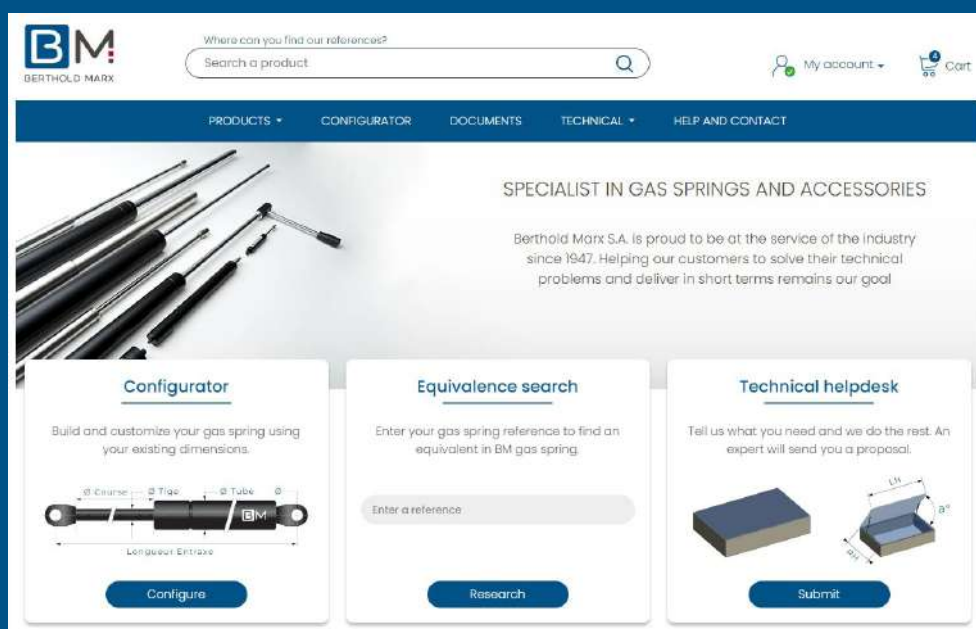 BM
BERTHOLD MARX
Where can you find our references?
Search a product
My account
4
Cart
PRODUCTS
CONFIGURATOR
DOCUMENTS
TECHNICAL
HELP AND CONTACT
SPECIALIST IN GAS SPRINGS AND ACCESSORIES
Berthold Marx S.A. is proud to be at the service of the industry
since 1947. Helping our customers to solve their technical
problems and deliver in short terms remains our goal
Configurator
Build and customize your gas spring using
your existing dimensions.
Ø Course
Ø Tige
Ø Tube
Ø
BM
Longueur Entraxe
Configure
Equivalence search
Enter your gas spring reference to find an
equivalent in BM gas spring.
Enter a reference
Research
Technical helpdesk
Tell us what you need and we do the rest. An
expert will send you a proposal.
LH
a°
Submit